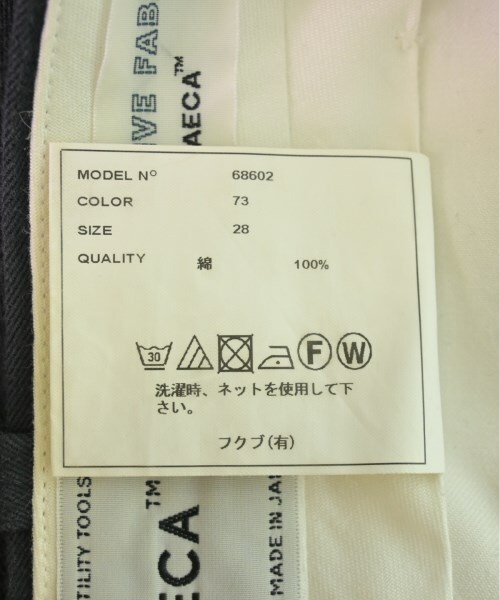 VE FAB
AECA™
MODEL Nº 68602
COLOR 73
SIZE 28
QUALITY 綿 100%
30 F W
洗濯時、ネットを使用して下
さい。
フクブ(有)
TILITY TOOLS
ECA™
MADE IN JA